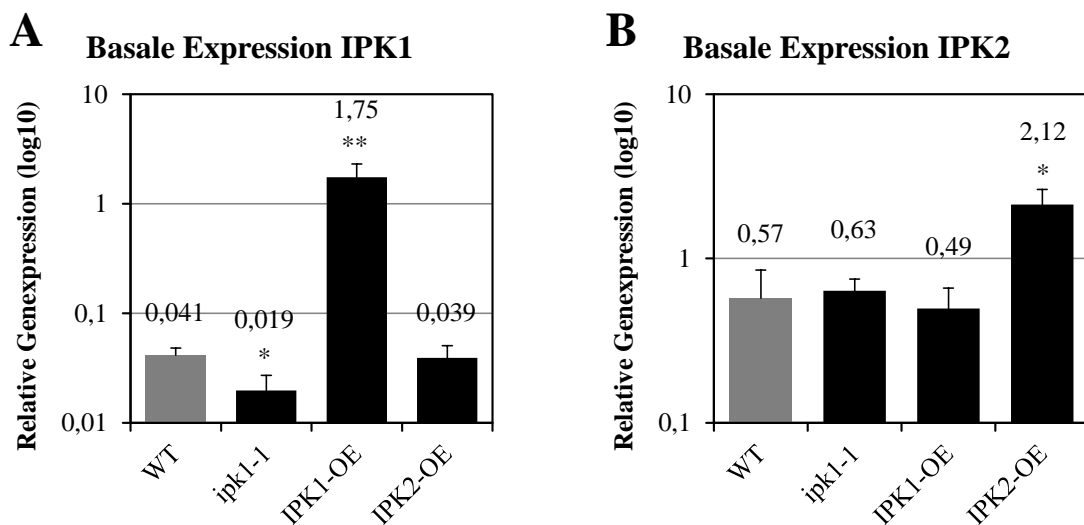 A
Basale Expression IPK1
Relative Genexpression (log10)
10
1
0,1
0,01
0,041
0,019
*
1,75
**
0,039
WT
ipk1-1
IPK1-OE
IPK2-OE
B
Basale Expression IPK2
Relative Genexpression (log10)
10
1
0,1
0,57
0,63
0,49
2,12
*
WT
ipk1-1
IPK1-OE
IPK2-OE